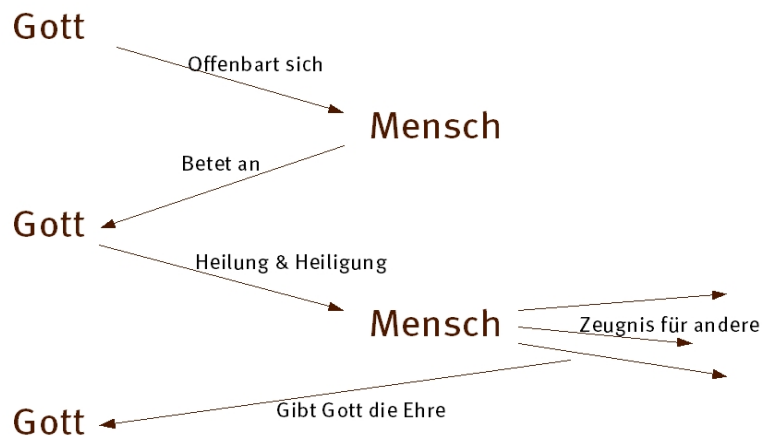 Gott
Offenbart sich
Mensch
Betet an
Gott
Heilung & Heiligung
Mensch
Zeugnis für andere
Gibt Gott die Ehre
Gott